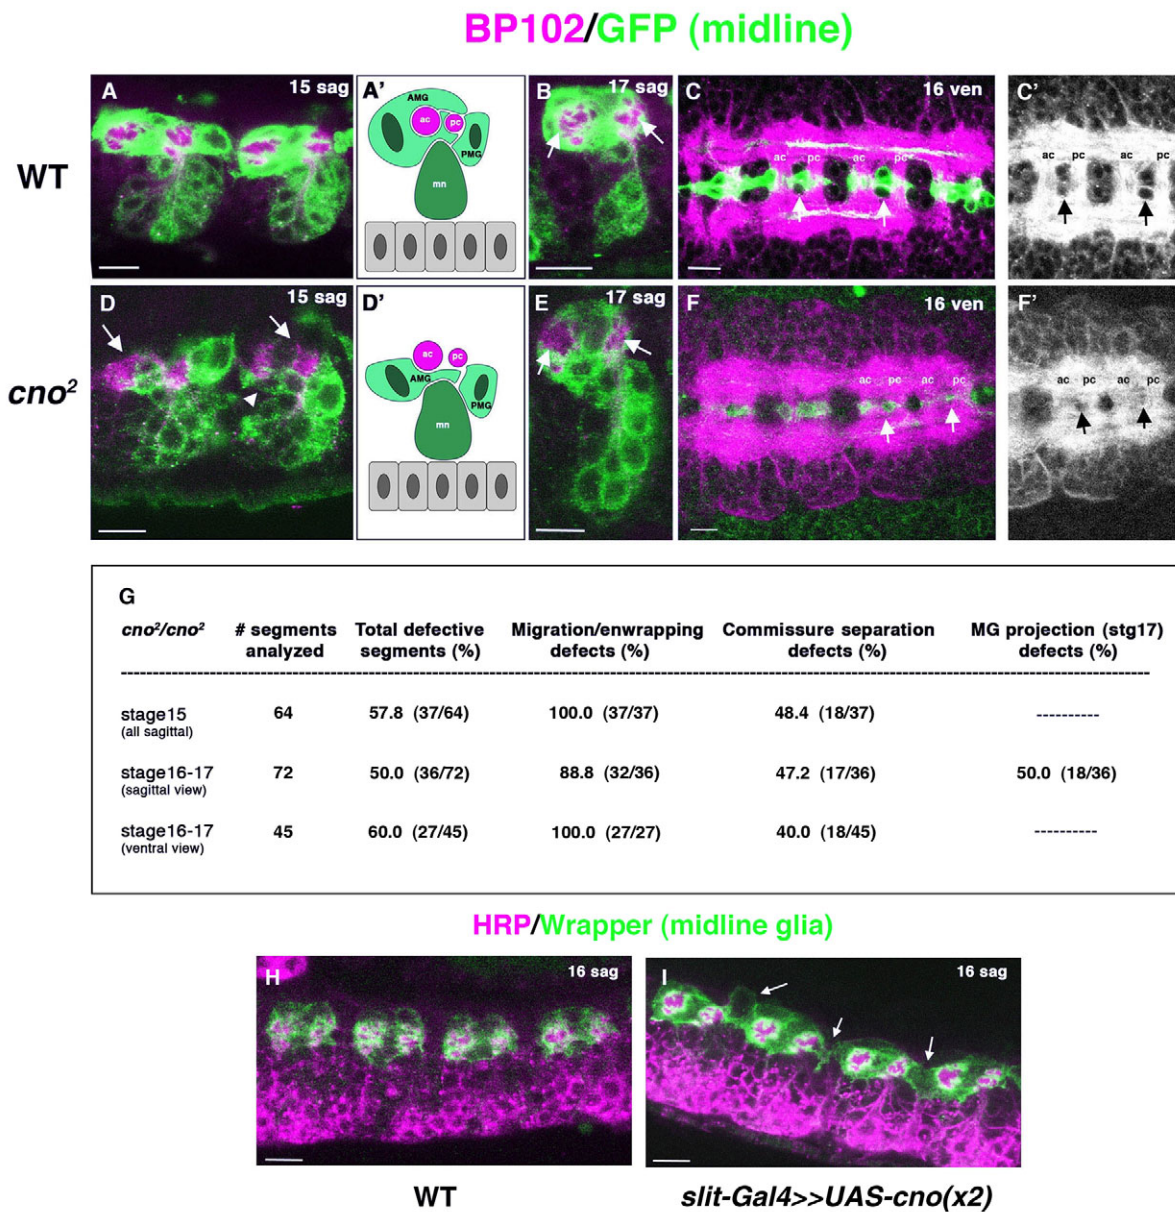 BP102/GFP (midline)
WT
A 15 sag
A'
AMG
ac
pc
PMG
mn
B 17 sag
C 16 ven
ac pc ac pc
C'
ac pc ac pc
cno²
D 15 sag
D'
ac
pc
AMG
PMG
mn
E 17 sag
F 16 ven
ac pc ac pc
F'
ac pc ac pc
G
cno²/cno² # segments analyzed Total defective segments (%) Migration/enwrapping defects (%) Commissure separation defects (%) MG projection (stg17) defects (%)
stage15 (all sagittal) 64 57.8 (37/64) 100.0 (37/37) 48.4 (18/37) ----------
stage16-17 (sagittal view) 72 50.0 (36/72) 88.8 (32/36) 47.2 (17/36) 50.0 (18/36)
stage16-17 (ventral view) 45 60.0 (27/45) 100.0 (27/27) 40.0 (18/45) ----------
HRP/Wrapper (midline glia)
H 16 sag
I 16 sag
WT
slit-Gal4>>UAS-cno(x2)